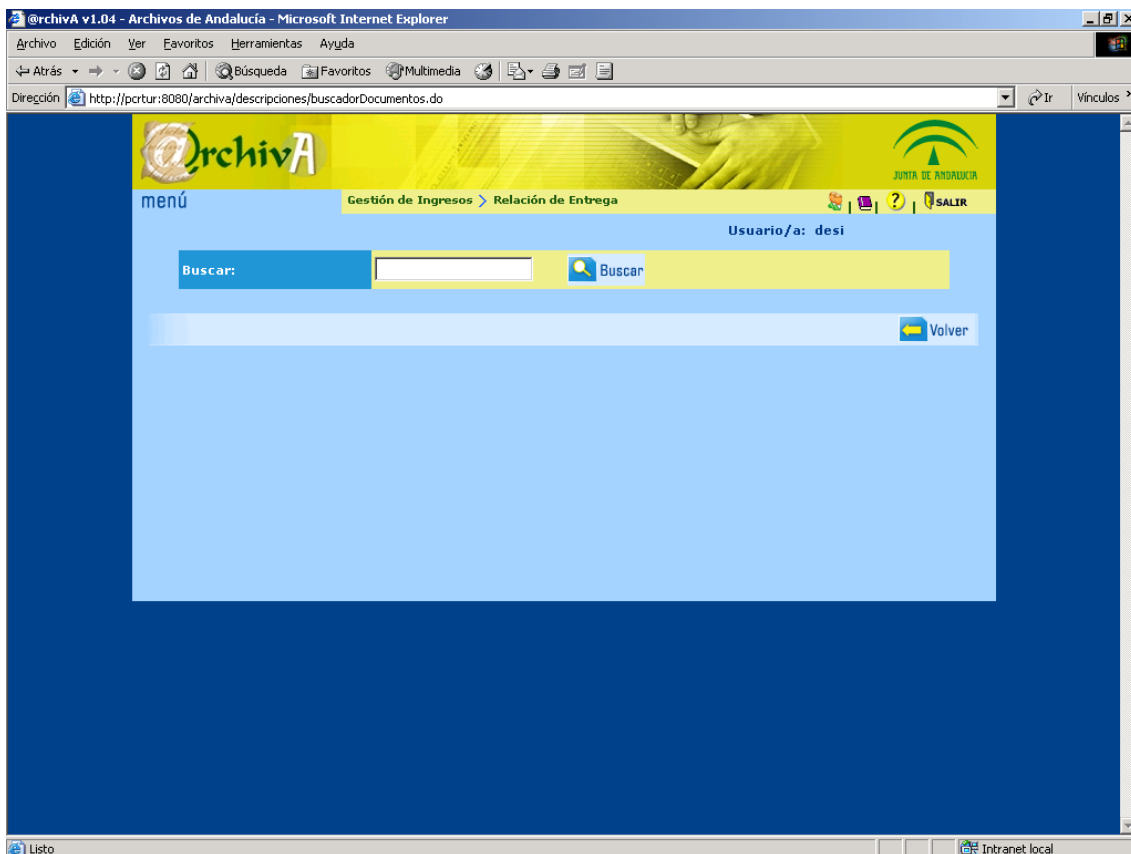 @rchivA v1.04 - Archivos de Andalucía - Microsoft Internet Explorer
Archivo Edición Ver Favoritos Herramientas Ayuda
Atrás Búsqueda Favoritos Multimedia
Dirección http://pcrtur:8080/archiva/descripciones/buscadorDocumentos.do Ir Vínculos
@rchivA
JUNTA DE ANDALUCIA
menú Gestión de Ingresos > Relación de Entrega ? SALIR
Usuario/a: desi
Buscar: Buscar
Volver
Listo Intranet local